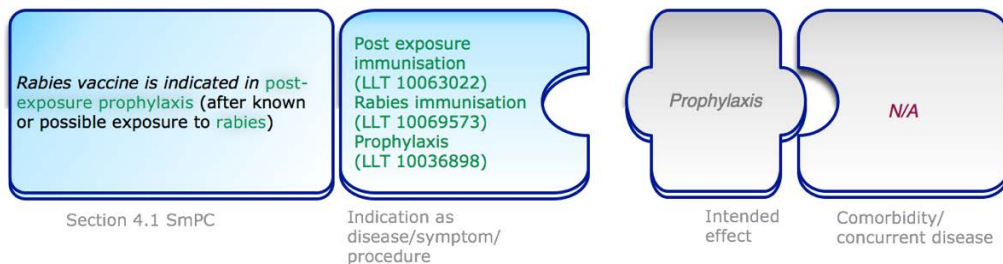 Rabies vaccine is indicated in post-
exposure prophylaxis (after known
or possible exposure to rabies)
Section 4.1 SmPC
Post exposure
immunisation
(LLT 10063022)
Rabies immunisation
(LLT 10069573)
Prophylaxis
(LLT 10036898)
Indication as
disease/symptom/
procedure
Prophylaxis
Intended
effect
N/A
Comorbidity/
concurrent disease